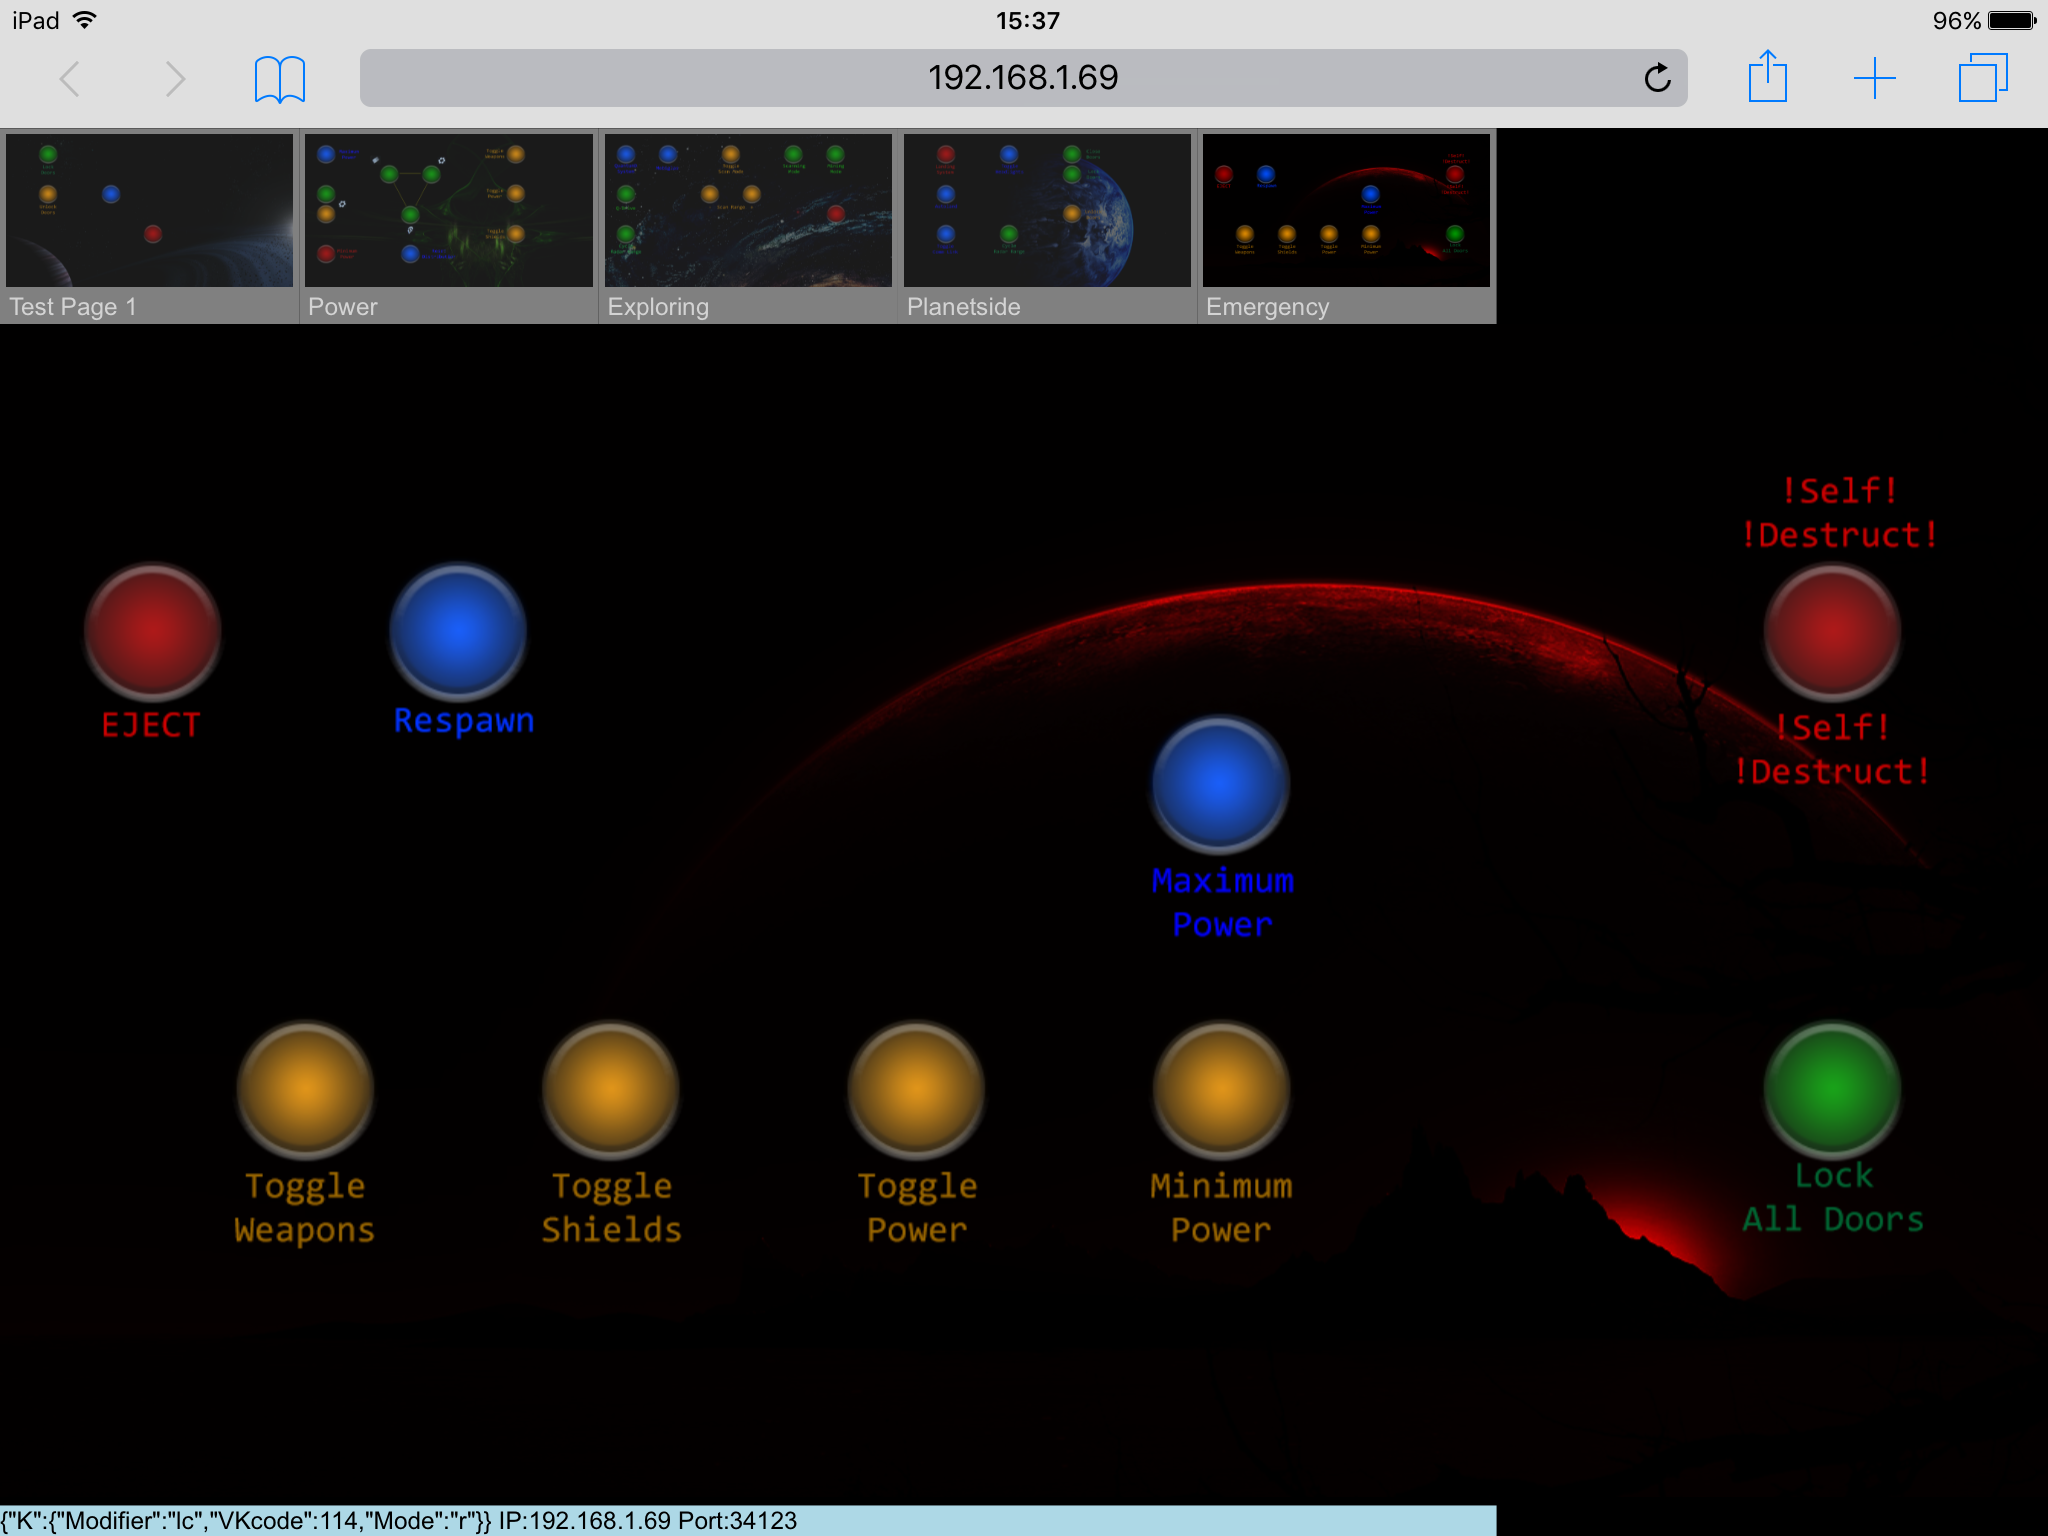 iPad 15:37 96%
192.168.1.69
Test Page 1 Power Exploring Planetside Emergency
!Self!
!Destruct!
EJECT Respawn !Self!
!Destruct!
Maximum
Power
Toggle Toggle Toggle Minimum Lock
Weapons Shields Power Power All Doors
{"K":{"Modifier":"lc","VKcode":114,"Mode":"r"}} IP:192.168.1.69 Port:34123